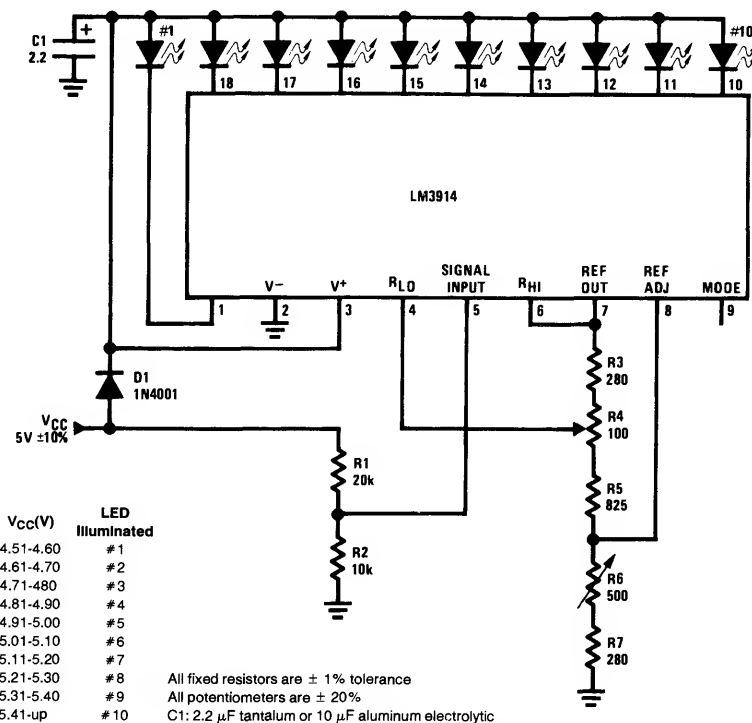 C1
2.2
+
#1
#10
18
17
16
15
14
13
12
11
10
LM3914
V−
V+
RLO
SIGNAL
INPUT
RHI
REF
OUT
REF
ADJ
MODE
1
2
3
4
5
6
7
8
9
D1
1N4001
VCC
5V ±10%
R1
20k
R2
10k
R3
280
R4
100
R5
825
R6
500
R7
280
VCC(V) LED
Illuminated
4.51-4.60 #1
4.61-4.70 #2
4.71-480 #3
4.81-4.90 #4
4.91-5.00 #5
5.01-5.10 #6
5.11-5.20 #7
5.21-5.30 #8 All fixed resistors are ± 1% tolerance
5.31-5.40 #9 All potentiometers are ± 20%
5.41-up #10 C1: 2.2 μF tantalum or 10 μF aluminum electrolytic